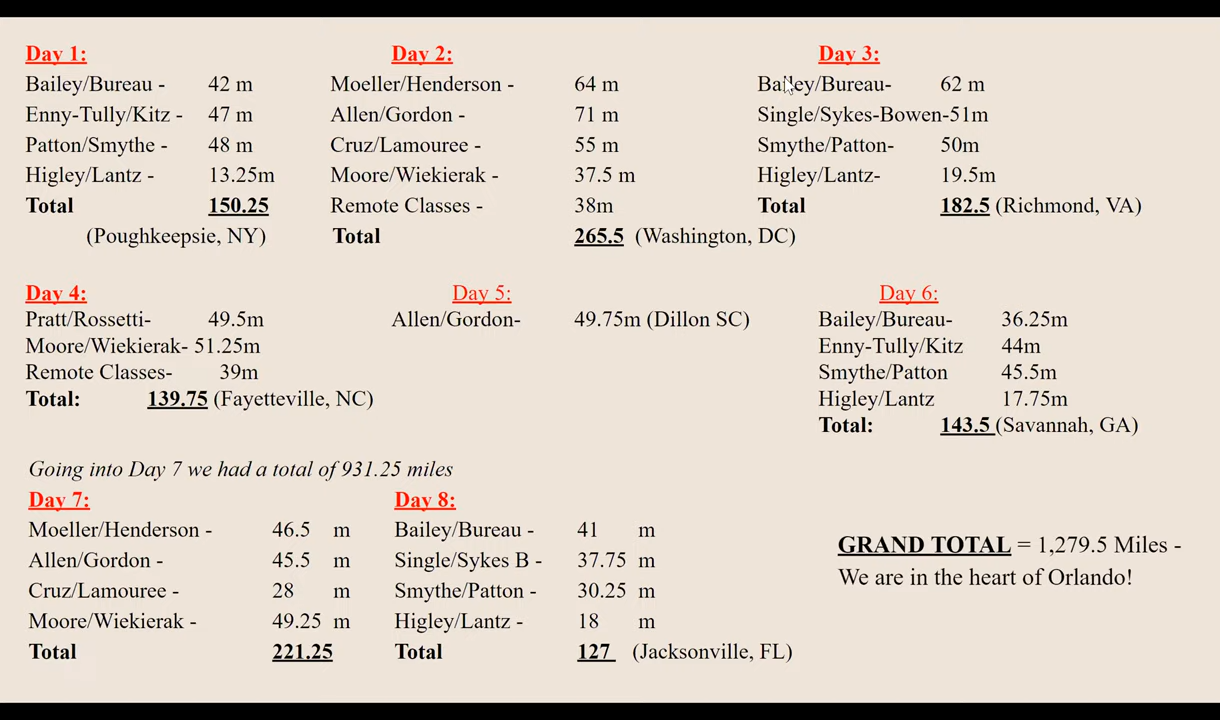 Day 1:
Bailey/Bureau - 42 m
Enny-Tully/Kitz - 47 m
Patton/Smythe - 48 m
Higley/Lantz - 13.25m
Total 150.25
(Poughkeepsie, NY)
Day 2:
Moeller/Henderson - 64 m
Allen/Gordon - 71 m
Cruz/Lamouree - 55 m
Moore/Wiekierak - 37.5 m
Remote Classes - 38m
Total 265.5 (Washington, DC)
Day 3:
Bailey/Bureau- 62 m
Single/Sykes-Bowen-51m
Smythe/Patton- 50m
Higley/Lantz- 19.5m
Total 182.5 (Richmond, VA)
Day 4:
Pratt/Rossetti- 49.5m
Moore/Wiekierak- 51.25m
Remote Classes- 39m
Total: 139.75 (Fayetteville, NC)
Day 5:
Allen/Gordon- 49.75m (Dillon SC)
Day 6:
Bailey/Bureau- 36.25m
Enny-Tully/Kitz 44m
Smythe/Patton 45.5m
Higley/Lantz 17.75m
Total: 143.5 (Savannah, GA)
Going into Day 7 we had a total of 931.25 miles
Day 7:
Moeller/Henderson - 46.5 m
Allen/Gordon - 45.5 m
Cruz/Lamouree - 28 m
Moore/Wiekierak - 49.25 m
Total 221.25
Day 8:
Bailey/Bureau - 41 m
Single/Sykes B - 37.75 m
Smythe/Patton - 30.25 m
Higley/Lantz - 18 m
Total 127 (Jacksonville, FL)
GRAND TOTAL = 1,279.5 Miles -
We are in the heart of Orlando!